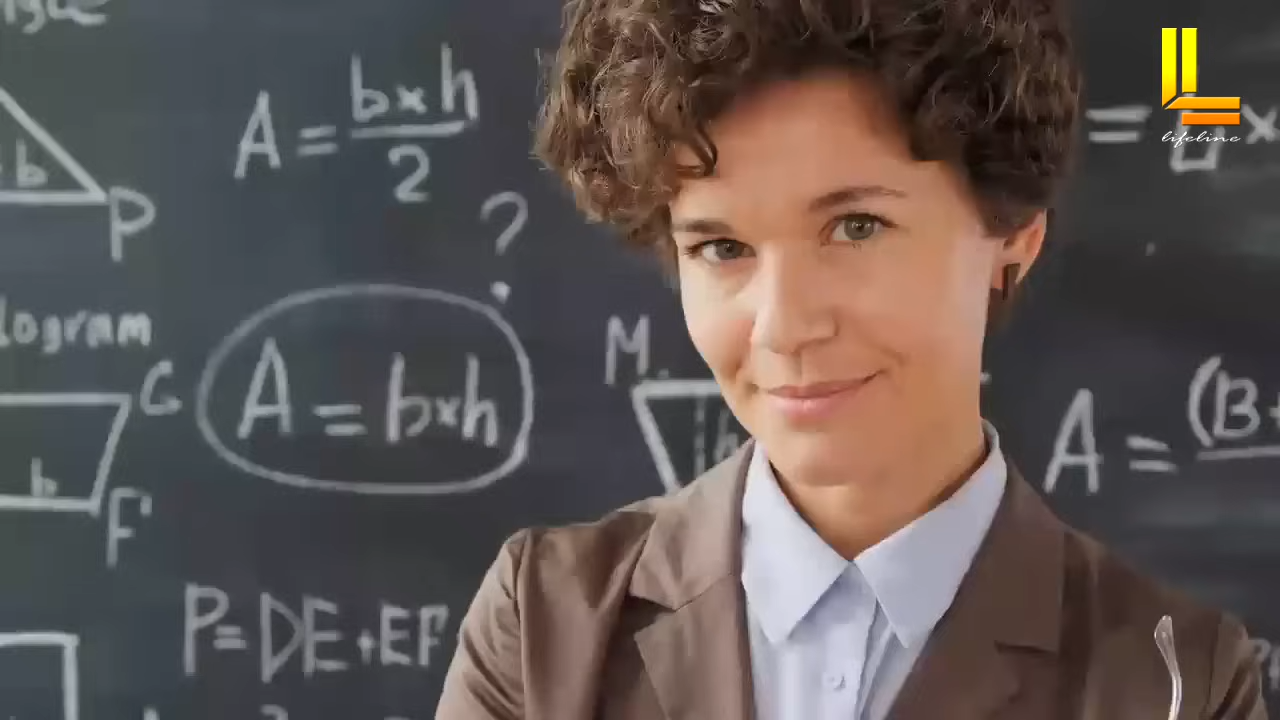 A = b×h
2
b
P
?
logram
M.
G
A = b×h
h
A = (B+
b
F
P = DE+EF
lifeline